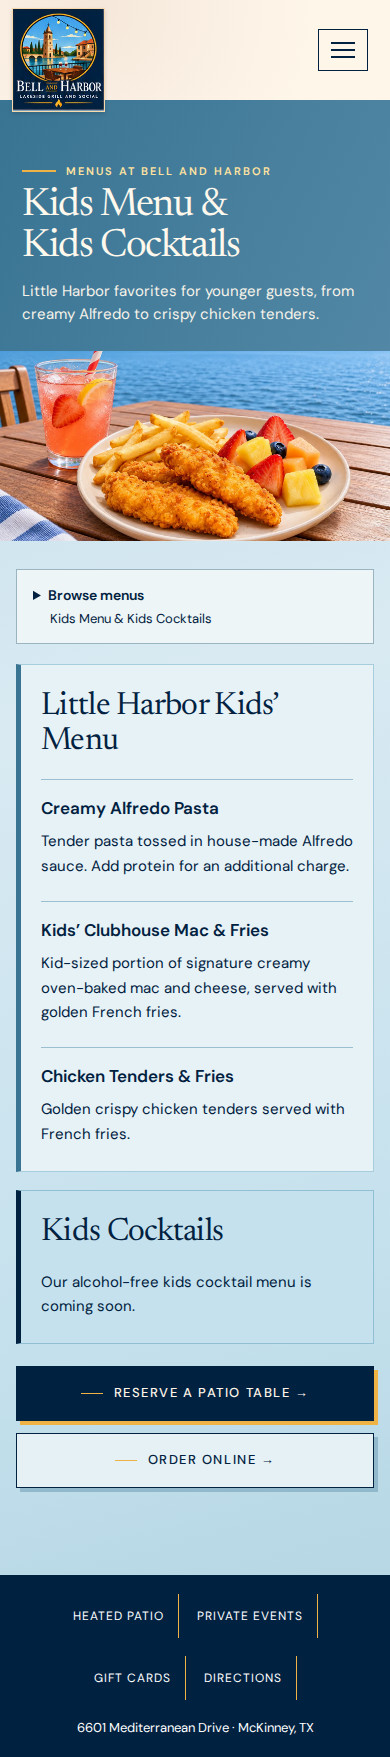 BELL AND HARBOR
LAKESIDE GRILL AND SOCIAL
MENUS AT BELL AND HARBOR
Kids Menu &
Kids Cocktails
Little Harbor favorites for younger guests, from
creamy Alfredo to crispy chicken tenders.
Browse menus
Kids Menu & Kids Cocktails
Little Harbor Kids’
Menu
Creamy Alfredo Pasta
Tender pasta tossed in house-made Alfredo
sauce. Add protein for an additional charge.
Kids’ Clubhouse Mac & Fries
Kid-sized portion of signature creamy
oven-baked mac and cheese, served with
golden French fries.
Chicken Tenders & Fries
Golden crispy chicken tenders served with
French fries.
Kids Cocktails
Our alcohol-free kids cocktail menu is
coming soon.
RESERVE A PATIO TABLE →
ORDER ONLINE →
HEATED PATIO
PRIVATE EVENTS
GIFT CARDS
DIRECTIONS
6601 Mediterranean Drive · McKinney, TX